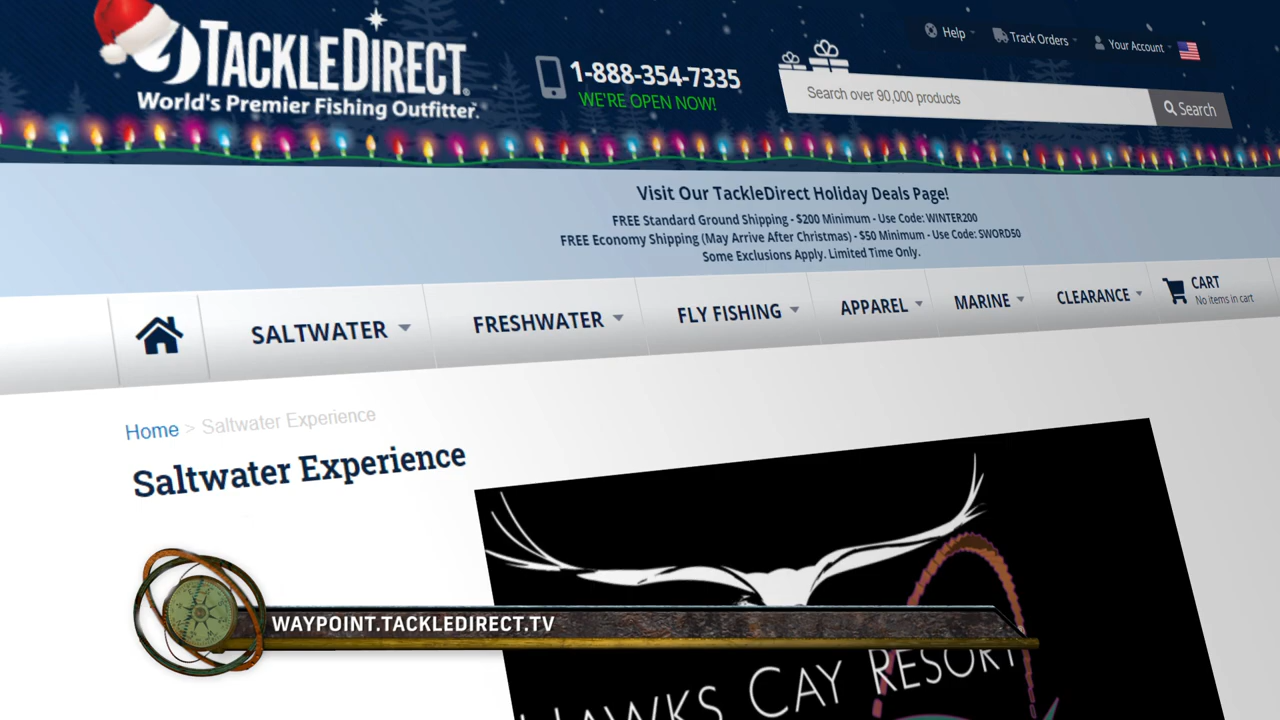 TACKLEDIRECT®
World's Premier Fishing Outfitter.
1-888-354-7335
WE'RE OPEN NOW!
Help
Track Orders
Your Account
Search over 90,000 products
Search
Visit Our TackleDirect Holiday Deals Page!
FREE Standard Ground Shipping - $200 Minimum - Use Code: WINTER200
FREE Economy Shipping (May Arrive After Christmas) - $50 Minimum - Use Code: SWORD50
Some Exclusions Apply. Limited Time Only.
SALTWATER
FRESHWATER
FLY FISHING
APPAREL
MARINE
CLEARANCE
CART
No items in cart
Home > Saltwater Experience
Saltwater Experience
WAYPOINT.TACKLEDIRECT.TV
HAWKS CAY RESORT